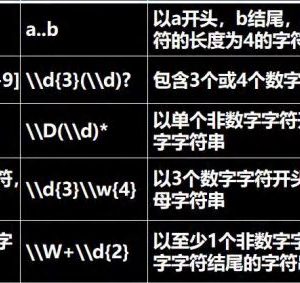 a..b
以a开头，b结尾，
符的长度为4的字符
-9]
\\d{3}(\\d)?
包含3个或4个数字
\\D(\\d)*
以单个非数字字符开
字字符串
符，
\\d{3}\\w{4}
以3个数字字符开头
母字符串
字
\\W+\\d{2}
以至少1个非数字字
字字符结尾的字符串